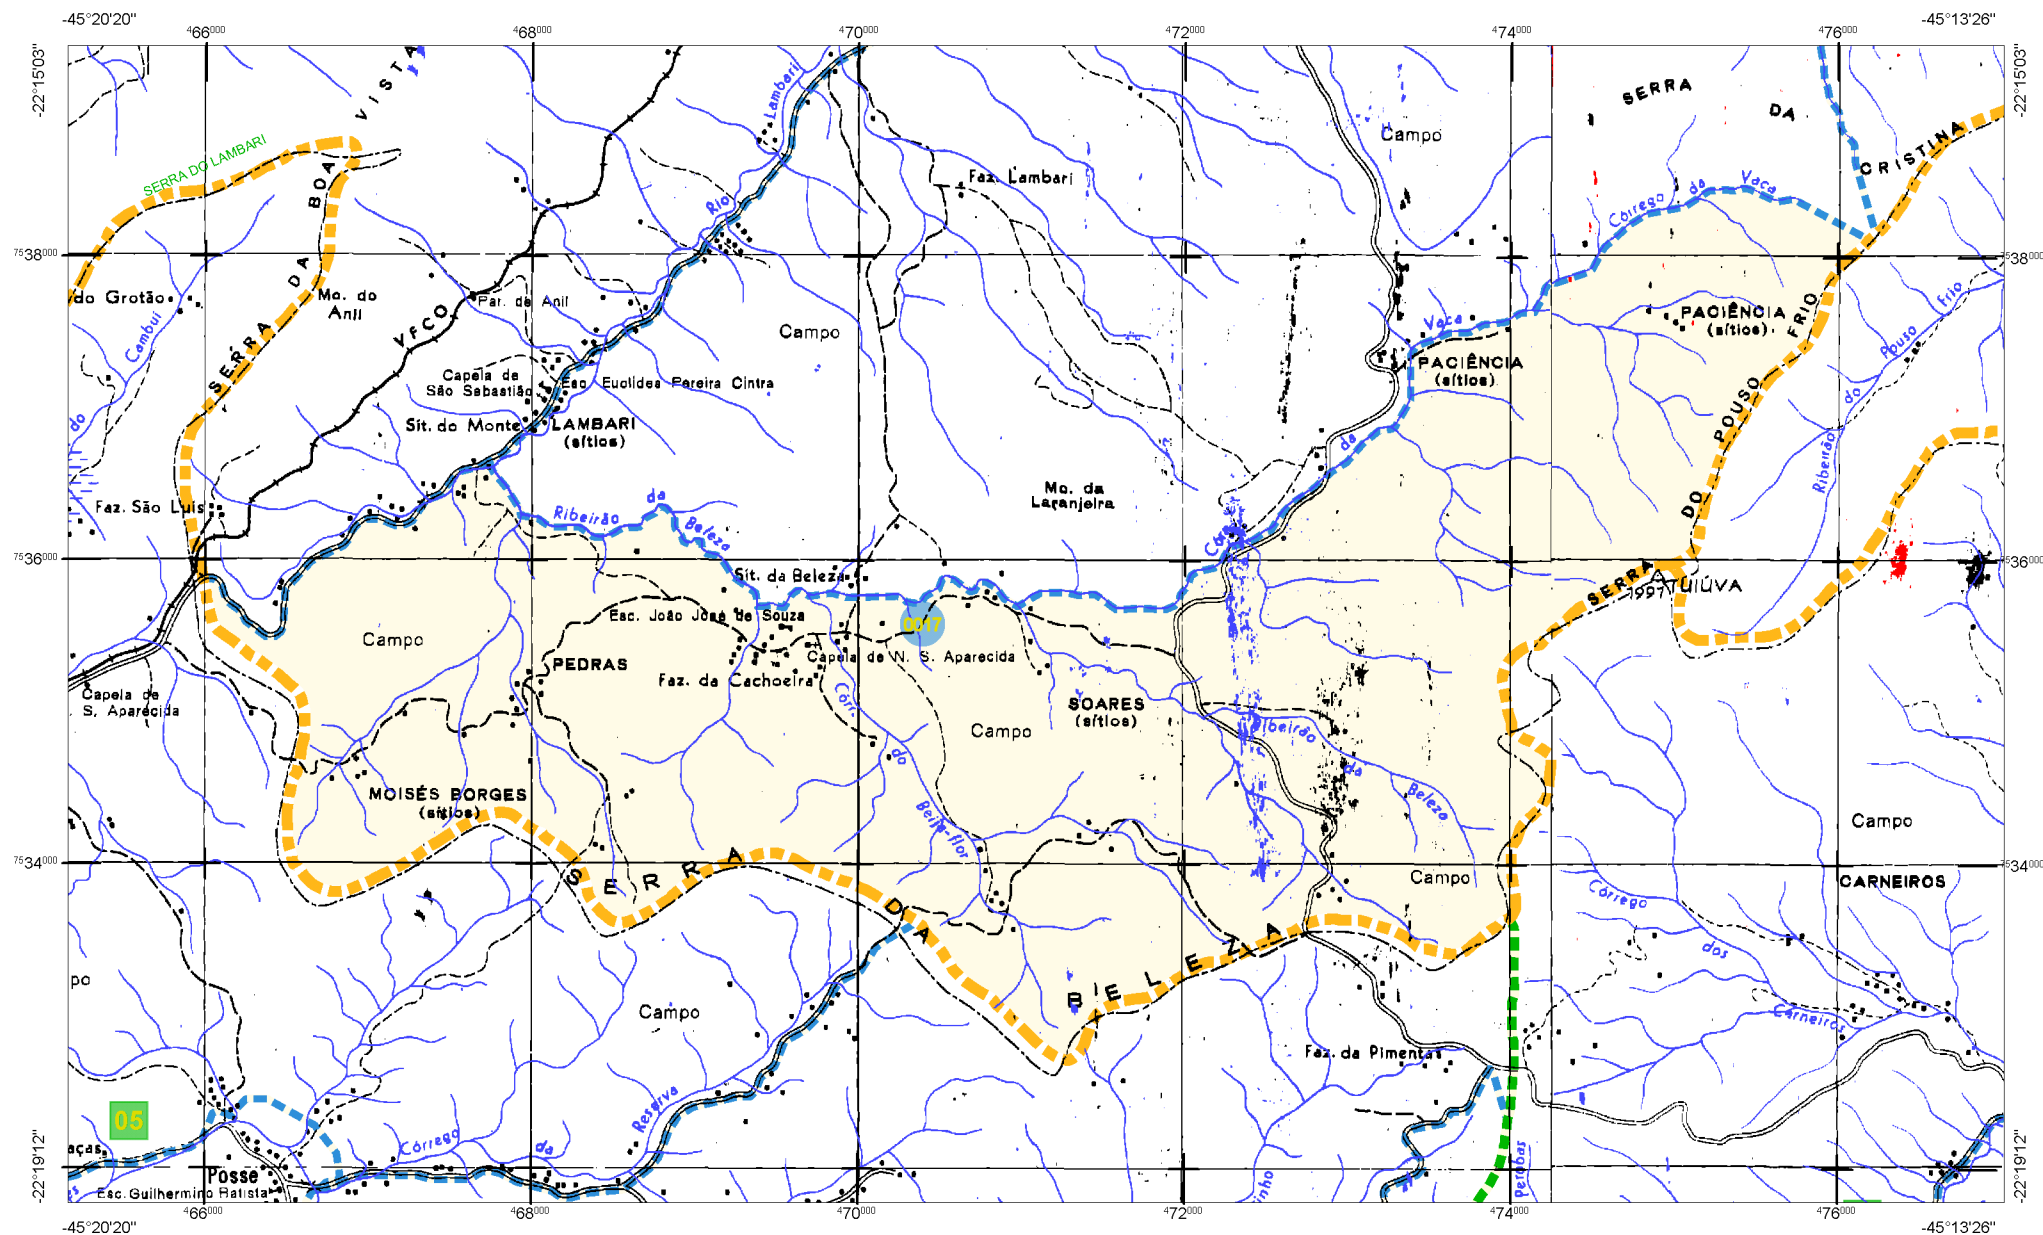 -45°20'20"
-45°13'26"
466000
468000
470000
472000
474000
476000
-22°15'03"
-22°15'03"
VISTA
Lambari
SERRA
DA
Campo
CRISTINA
SERRA DO LAMBARI
BOA
Faz. Lambari
Córrego da Vaca
Rio
7538000
7538000
DA
do Grotão
Mo. do
Anil
Par. de Anil
Frio
VFCO
Campo
PACIÊNCIA
(sítios)
FRIO
Cambuí
SERRA
Vaca
Pouso
PACIÊNCIA
(sítios)
Capela de
São Sebastião
Esc. Euclides Pereira Cintra
do
POUSO
do
Sít. do Monte
LAMBARI
(sítios)
da
Ribeirão
Faz. São Luís
Mo. da
Laranjeira
DO
Ribeirão
da
Beleza
Cór
7536000
7536000
Sít. da Beleza
SERRA
1997 TUIÚVA
Esc. João José de Souza
0017
Campo
Capela de N. S. Aparecida
PEDRAS
Faz. da Cachoeira
Capela de
S. Aparecida
SOARES
(sítios)
Córr.
Campo
Ribeirão
do
da
MOISÉS BORGES
(sítios)
Beleza
Beija-flor
Campo
7534000
7534000
SERRA
Campo
CARNEIROS
Córrego
DA
BELEZA
dos
po
Campo
Carneiros
Faz. da Pimenta
05
Reserva
Córrego
da
aças
Posse
Esc. Guilhermino Batista
inho
Perobas
-22°19'12"
-22°19'12"
466000
468000
470000
472000
474000
476000
-45°20'20"
-45°13'26"